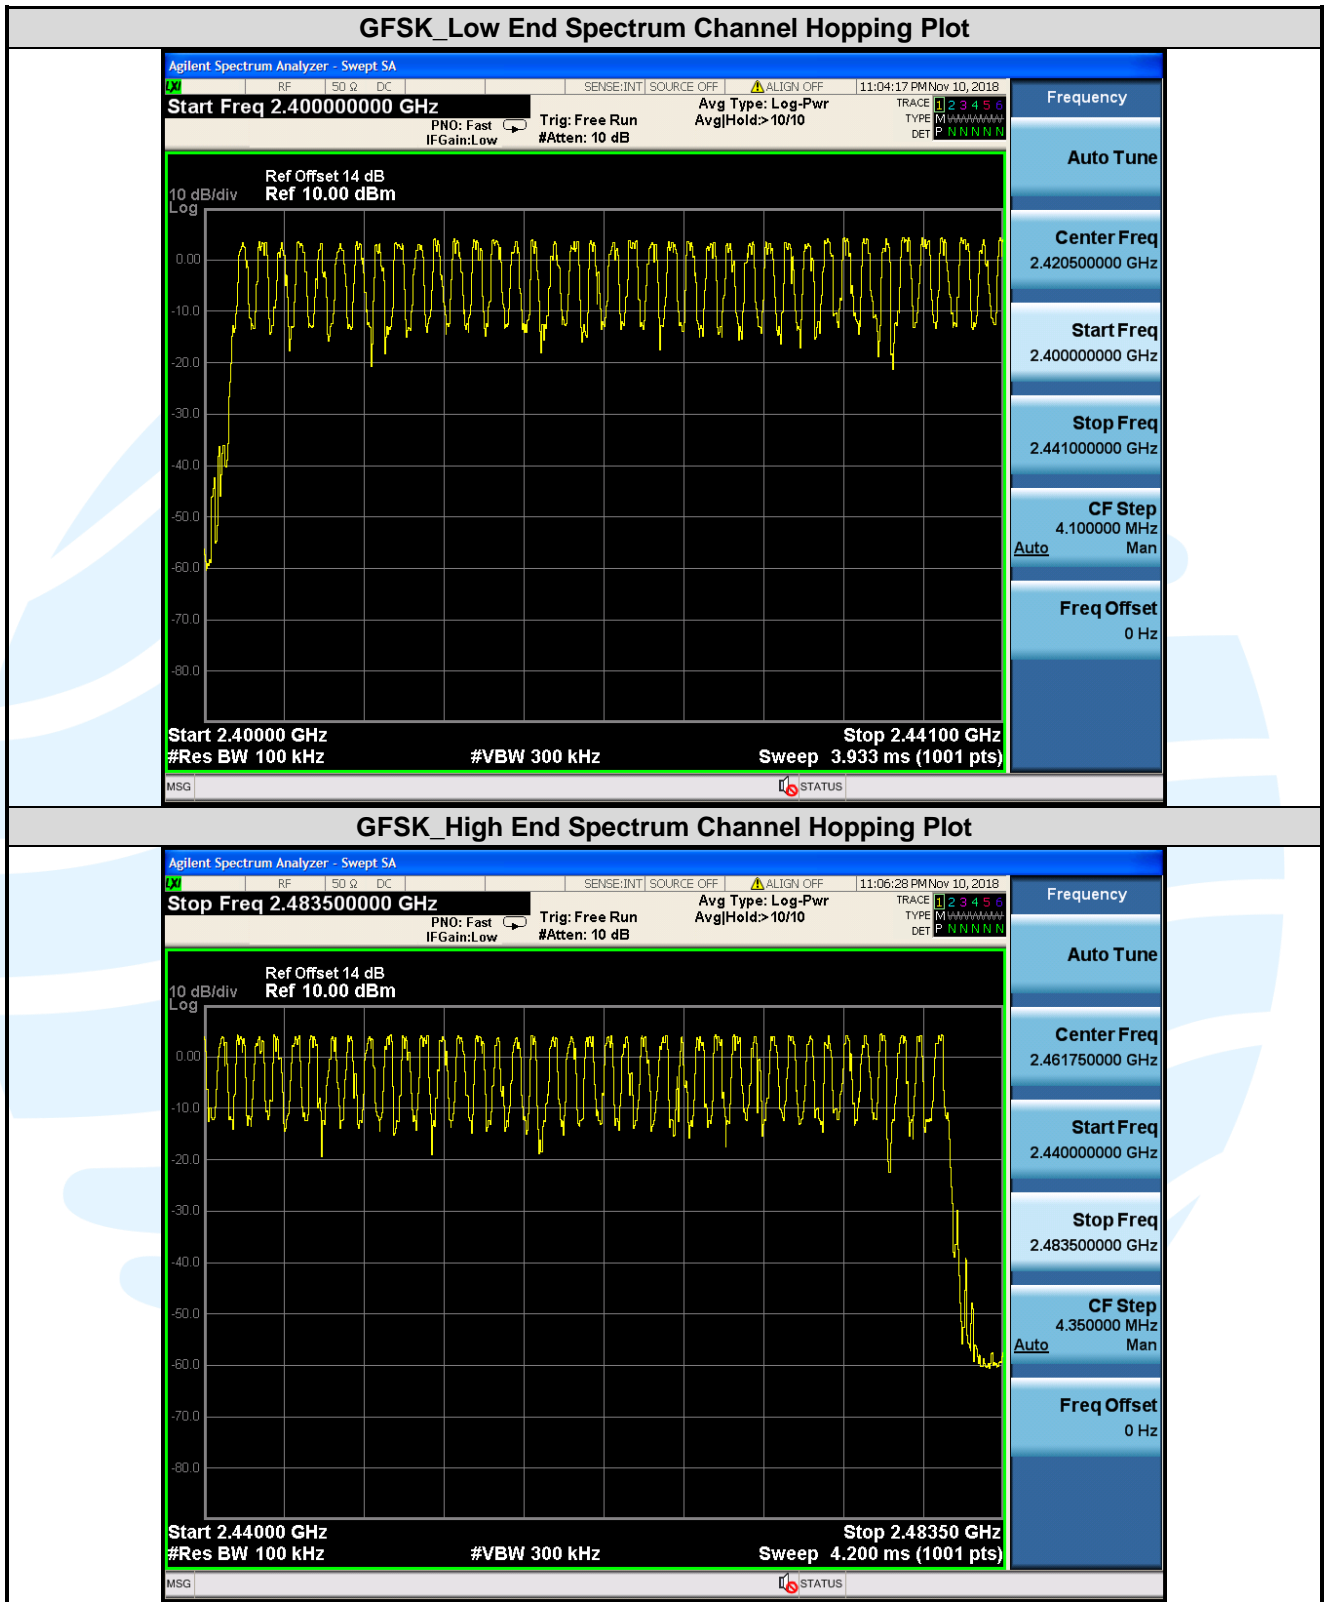 GFSK_Low End Spectrum Channel Hopping Plot
Agilent Spectrum Analyzer - Swept SA
LXI RF 50 Ω DC SENSE:INT SOURCE OFF ALIGN OFF 11:04:17 PM Nov 10, 2018
Start Freq 2.400000000 GHz
PNO: Fast
IFGain:Low
Trig: Free Run
#Atten: 10 dB
Avg Type: Log-Pwr
Avg|Hold:>10/10
TRACE 1 2 3 4 5 6
TYPE M
DET P N N N N N
Ref Offset 14 dB
10 dB/div Ref 10.00 dBm
Log
0.00
-10.0
-20.0
-30.0
-40.0
-50.0
-60.0
-70.0
-80.0
Start 2.40000 GHz Stop 2.44100 GHz
#Res BW 100 kHz #VBW 300 kHz Sweep 3.933 ms (1001 pts)
MSG STATUS
Frequency
Auto Tune
Center Freq
2.420500000 GHz
Start Freq
2.400000000 GHz
Stop Freq
2.441000000 GHz
CF Step
4.100000 MHz
Auto Man
Freq Offset
0 Hz
GFSK_High End Spectrum Channel Hopping Plot
Agilent Spectrum Analyzer - Swept SA
LXI RF 50 Ω DC SENSE:INT SOURCE OFF ALIGN OFF 11:06:28 PM Nov 10, 2018
Stop Freq 2.483500000 GHz
PNO: Fast
IFGain:Low
Trig: Free Run
#Atten: 10 dB
Avg Type: Log-Pwr
Avg|Hold:>10/10
TRACE 1 2 3 4 5 6
TYPE M
DET P N N N N N
Ref Offset 14 dB
10 dB/div Ref 10.00 dBm
Log
0.00
-10.0
-20.0
-30.0
-40.0
-50.0
-60.0
-70.0
-80.0
Start 2.44000 GHz Stop 2.48350 GHz
#Res BW 100 kHz #VBW 300 kHz Sweep 4.200 ms (1001 pts)
MSG STATUS
Frequency
Auto Tune
Center Freq
2.461750000 GHz
Start Freq
2.440000000 GHz
Stop Freq
2.483500000 GHz
CF Step
4.350000 MHz
Auto Man
Freq Offset
0 Hz